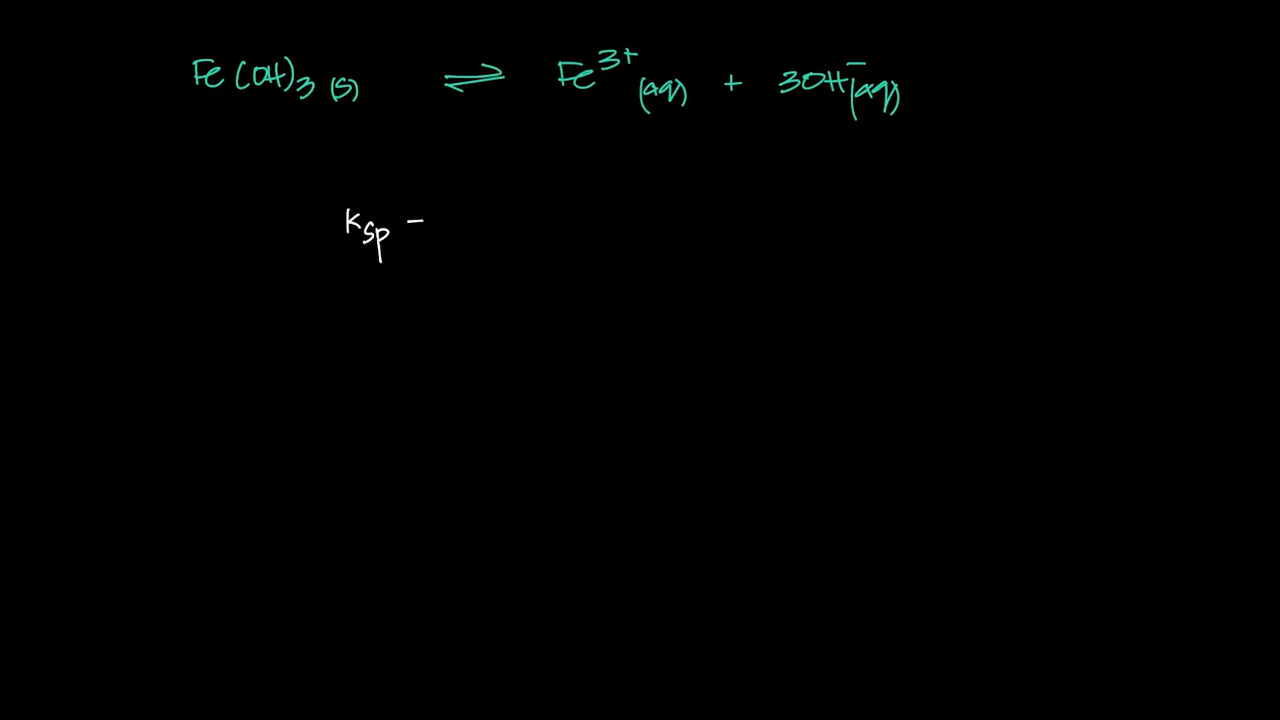 Fe(OH)₃ (s) ⇌ Fe³⁺ (aq) + 3OH⁻ (aq)
Ksp –